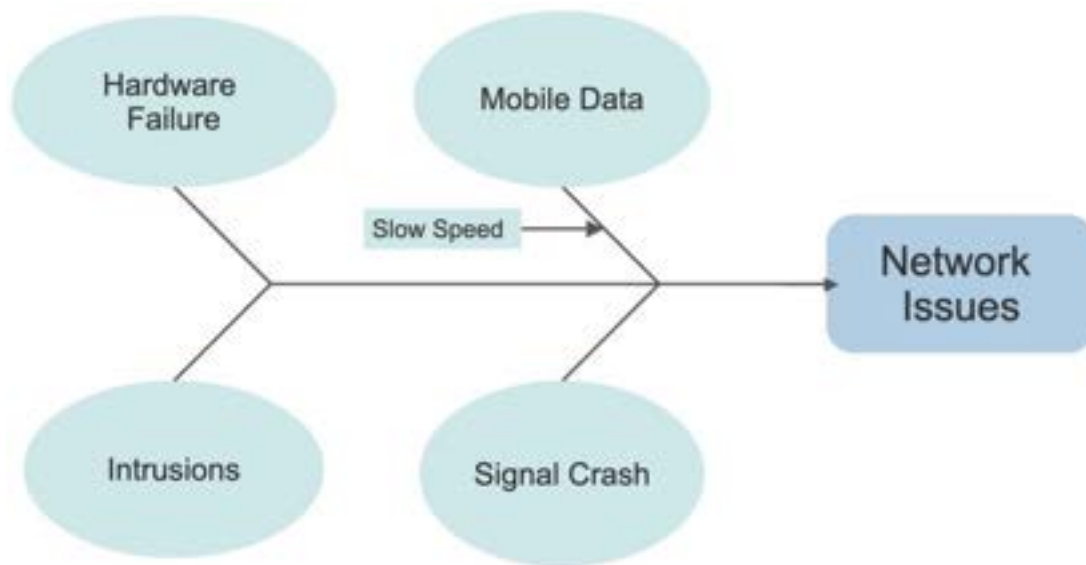 Hardware
Failure
Mobile Data
Slow Speed
Network
Issues
Intrusions
Signal Crash